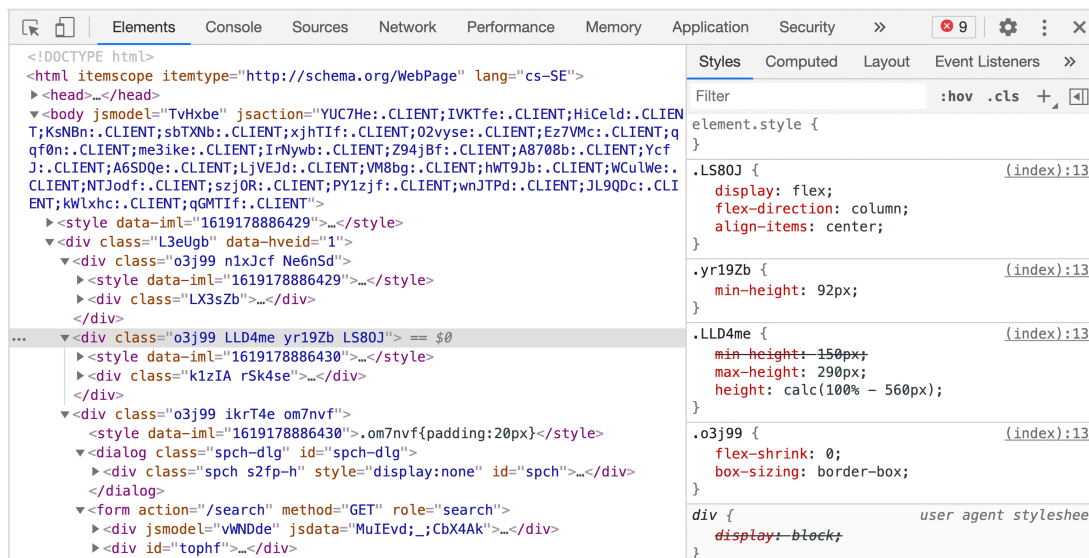 Elements Console Sources Network Performance Memory Application Security » 9
<!DOCTYPE html>
<html itemscope itemtype="http://schema.org/WebPage" lang="cs-SE">
<head>…</head>
<body jsmodel="TvHxbe" jsaction="YUC7He:.CLIENT;IVKTfe:.CLIENT;HiCeld:.CLIEN
T;KsNBn:.CLIENT;sbTXNb:.CLIENT;xjhTIf:.CLIENT;O2vyse:.CLIENT;Ez7VMc:.CLIENT;q
qf0n:.CLIENT;me3ike:.CLIENT;IrNywb:.CLIENT;Z94jBf:.CLIENT;A8708b:.CLIENT;Ycf
J:.CLIENT;A6SDQe:.CLIENT;LjVEJd:.CLIENT;VM8bg:.CLIENT;hWT9Jb:.CLIENT;WCulWe:.
CLIENT;NTJodf:.CLIENT;szjOR:.CLIENT;PY1zjf:.CLIENT;wnJTPd:.CLIENT;JL9QDc:.CLI
ENT;kWlxhc:.CLIENT;qGMTIf:.CLIENT">
<style data-iml="1619178886429">…</style>
<div class="L3eUgb" data-hveid="1">
<div class="o3j99 n1xJcf Ne6nSd">
<style data-iml="1619178886429">…</style>
<div class="LX3sZb">…</div>
</div>
<div class="o3j99 LLD4me yr19Zb LS8OJ"> == $0
<style data-iml="1619178886430">…</style>
<div class="k1zIA rSk4se">…</div>
</div>
<div class="o3j99 ikrT4e om7nvf">
<style data-iml="1619178886430">.om7nvf{padding:20px}</style>
<dialog class="spch-dlg" id="spch-dlg">
<div class="spch s2fp-h" style="display:none" id="spch">…</div>
</dialog>
<form action="/search" method="GET" role="search">
<div jsmodel="vWNDde" jsdata="MuIEvd;_;CbX4Ak">…</div>
<div id="tophf">…</div>
Styles Computed Layout Event Listeners »
Filter :hov .cls +
element.style {
}
.LS8OJ { (index):13
display: flex;
flex-direction: column;
align-items: center;
}
.yr19Zb { (index):13
min-height: 92px;
}
.LLD4me { (index):13
min-height: 150px;
max-height: 290px;
height: calc(100% - 560px);
}
.o3j99 { (index):13
flex-shrink: 0;
box-sizing: border-box;
}
div { user agent styleshee
display: block;
}